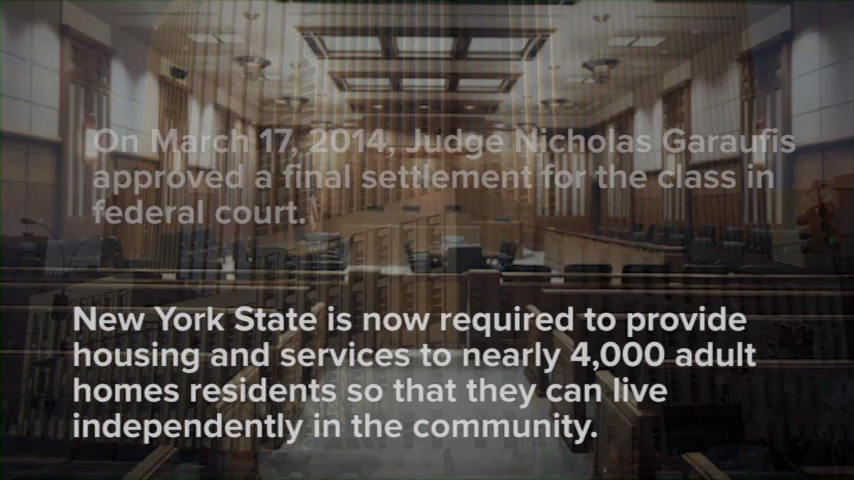 On March 17, 2014, Judge Nicholas Garaufis
approved a final settlement for the class in
federal court.
New York State is now required to provide
housing and services to nearly 4,000 adult
homes residents so that they can live
independently in the community.